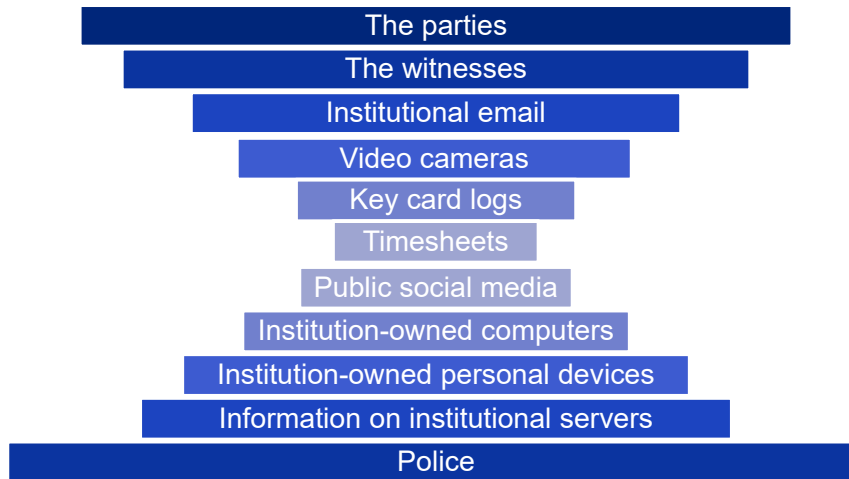 The parties
The witnesses
Institutional email
Video cameras
Key card logs
Timesheets
Public social media
Institution-owned computers
Institution-owned personal devices
Information on institutional servers
Police